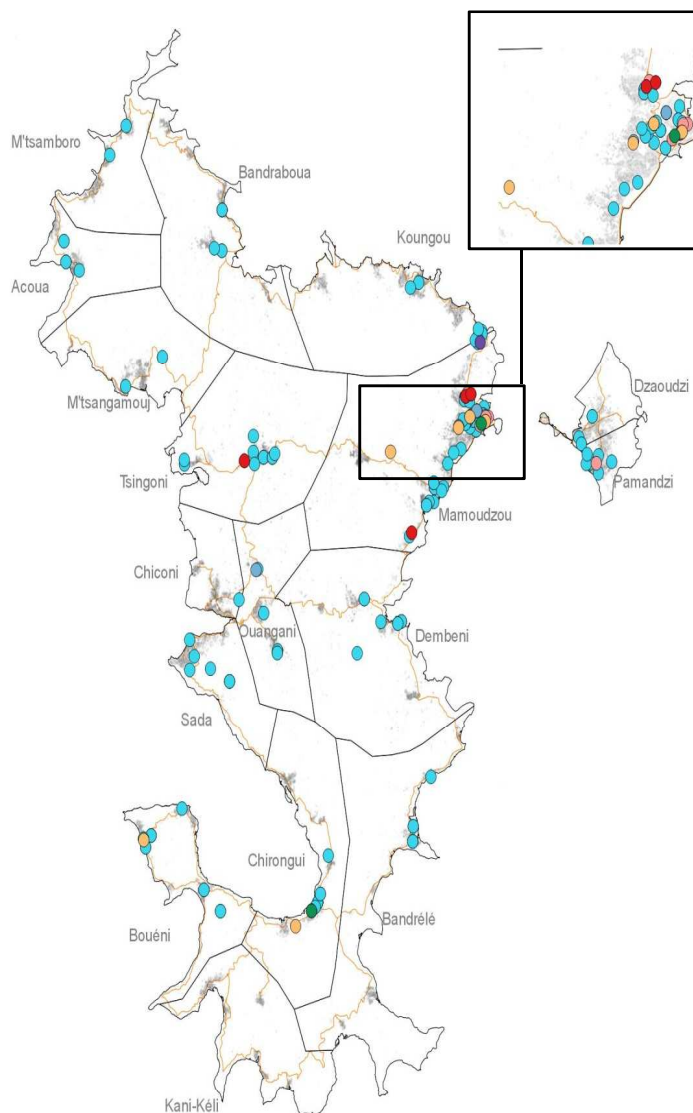 M'tsamboro
Bandraboua
Koungou
Acoua
Dzaoudzi
M'tsangamouj
Tsingoni
Pamandzi
Mamoudzou
Chiconi
Ouangani
Dembeni
Sada
Chirongui
Bandrélé
Bouéni
Kani-Kéli